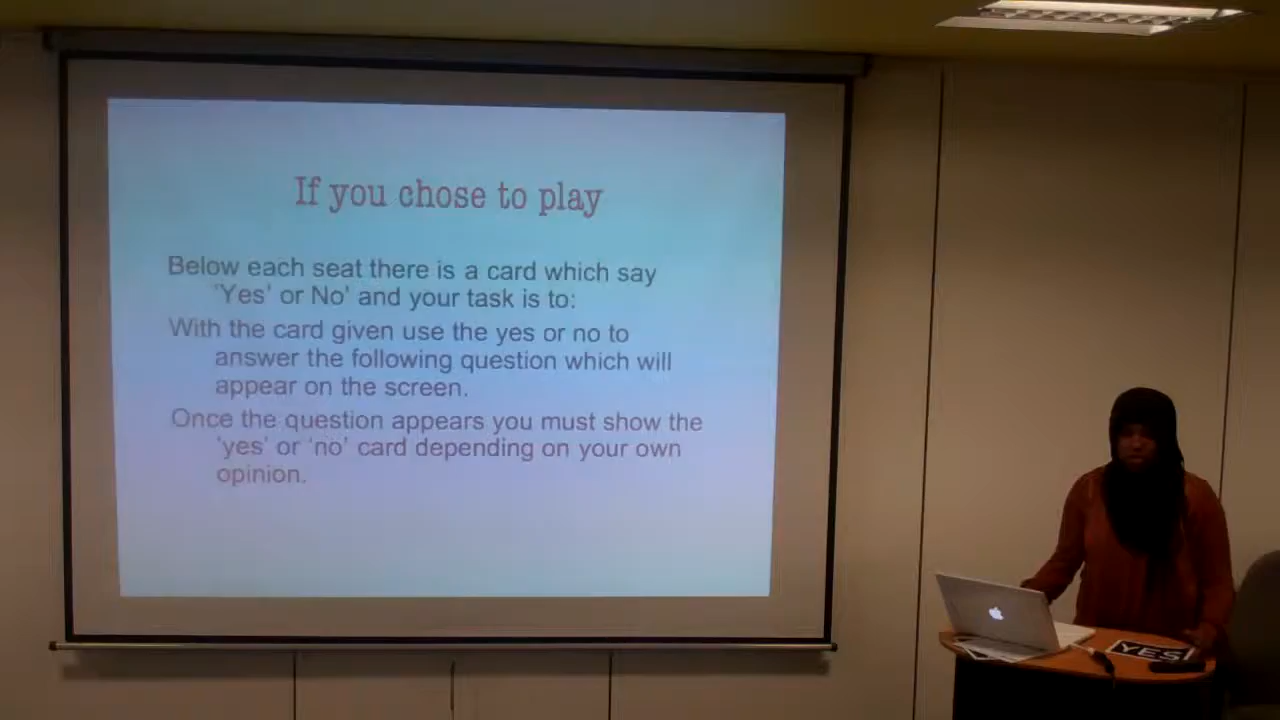 If you chose to play
Below each seat there is a card which say
'Yes' or No' and your task is to:
With the card given use the yes or no to
answer the following question which will
appear on the screen.
Once the question appears you must show the
'yes' or 'no' card depending on your own
opinion.
YES!